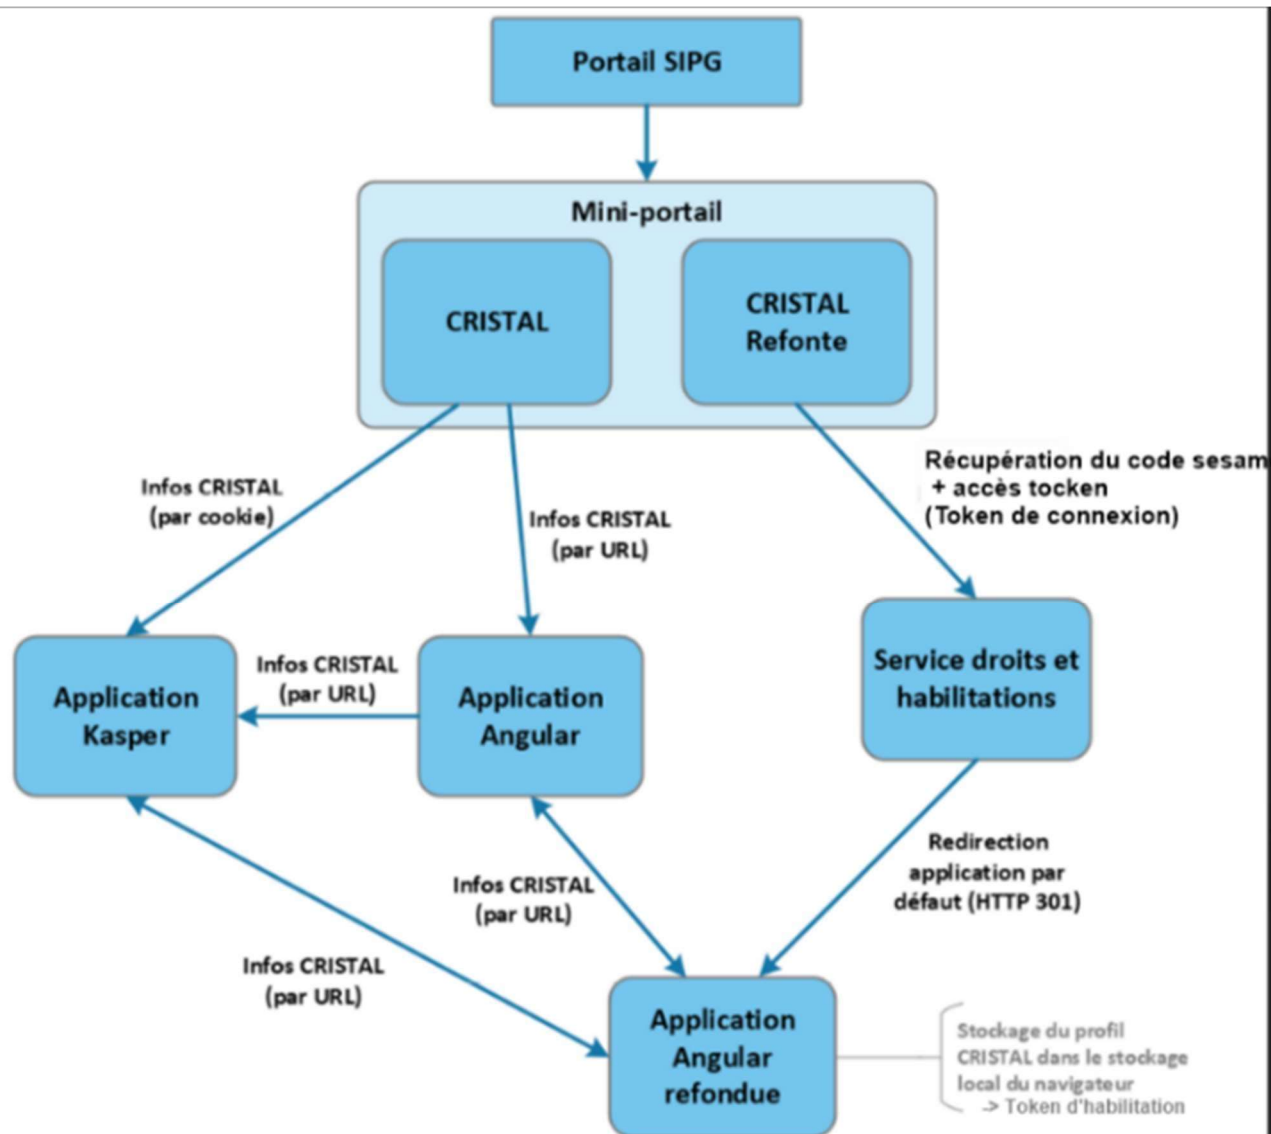 Portail SIPG
Mini-portail
CRISTAL
CRISTAL
Refonte
Infos CRISTAL
(par cookie)
Infos CRISTAL
(par URL)
Récupération du code sesam
+ accès tocken
(Token de connexion)
Application
Kasper
Infos CRISTAL
(par URL)
Application
Angular
Service droits et
habilitations
Infos CRISTAL
(par URL)
Infos CRISTAL
(par URL)
Redirection
application par
défaut (HTTP 301)
Application
Angular
refondue
Stockage du profil
CRISTAL dans le stockage
local du navigateur
-> Token d'habilitation